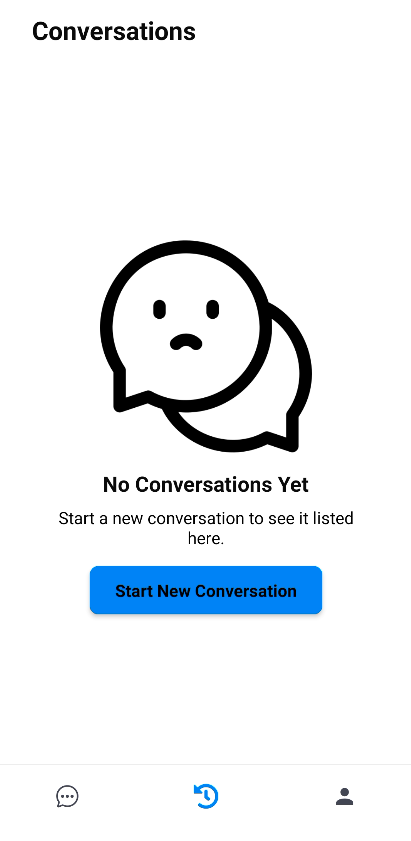 Conversations
No Conversations Yet
Start a new conversation to see it listed
here.
Start New Conversation